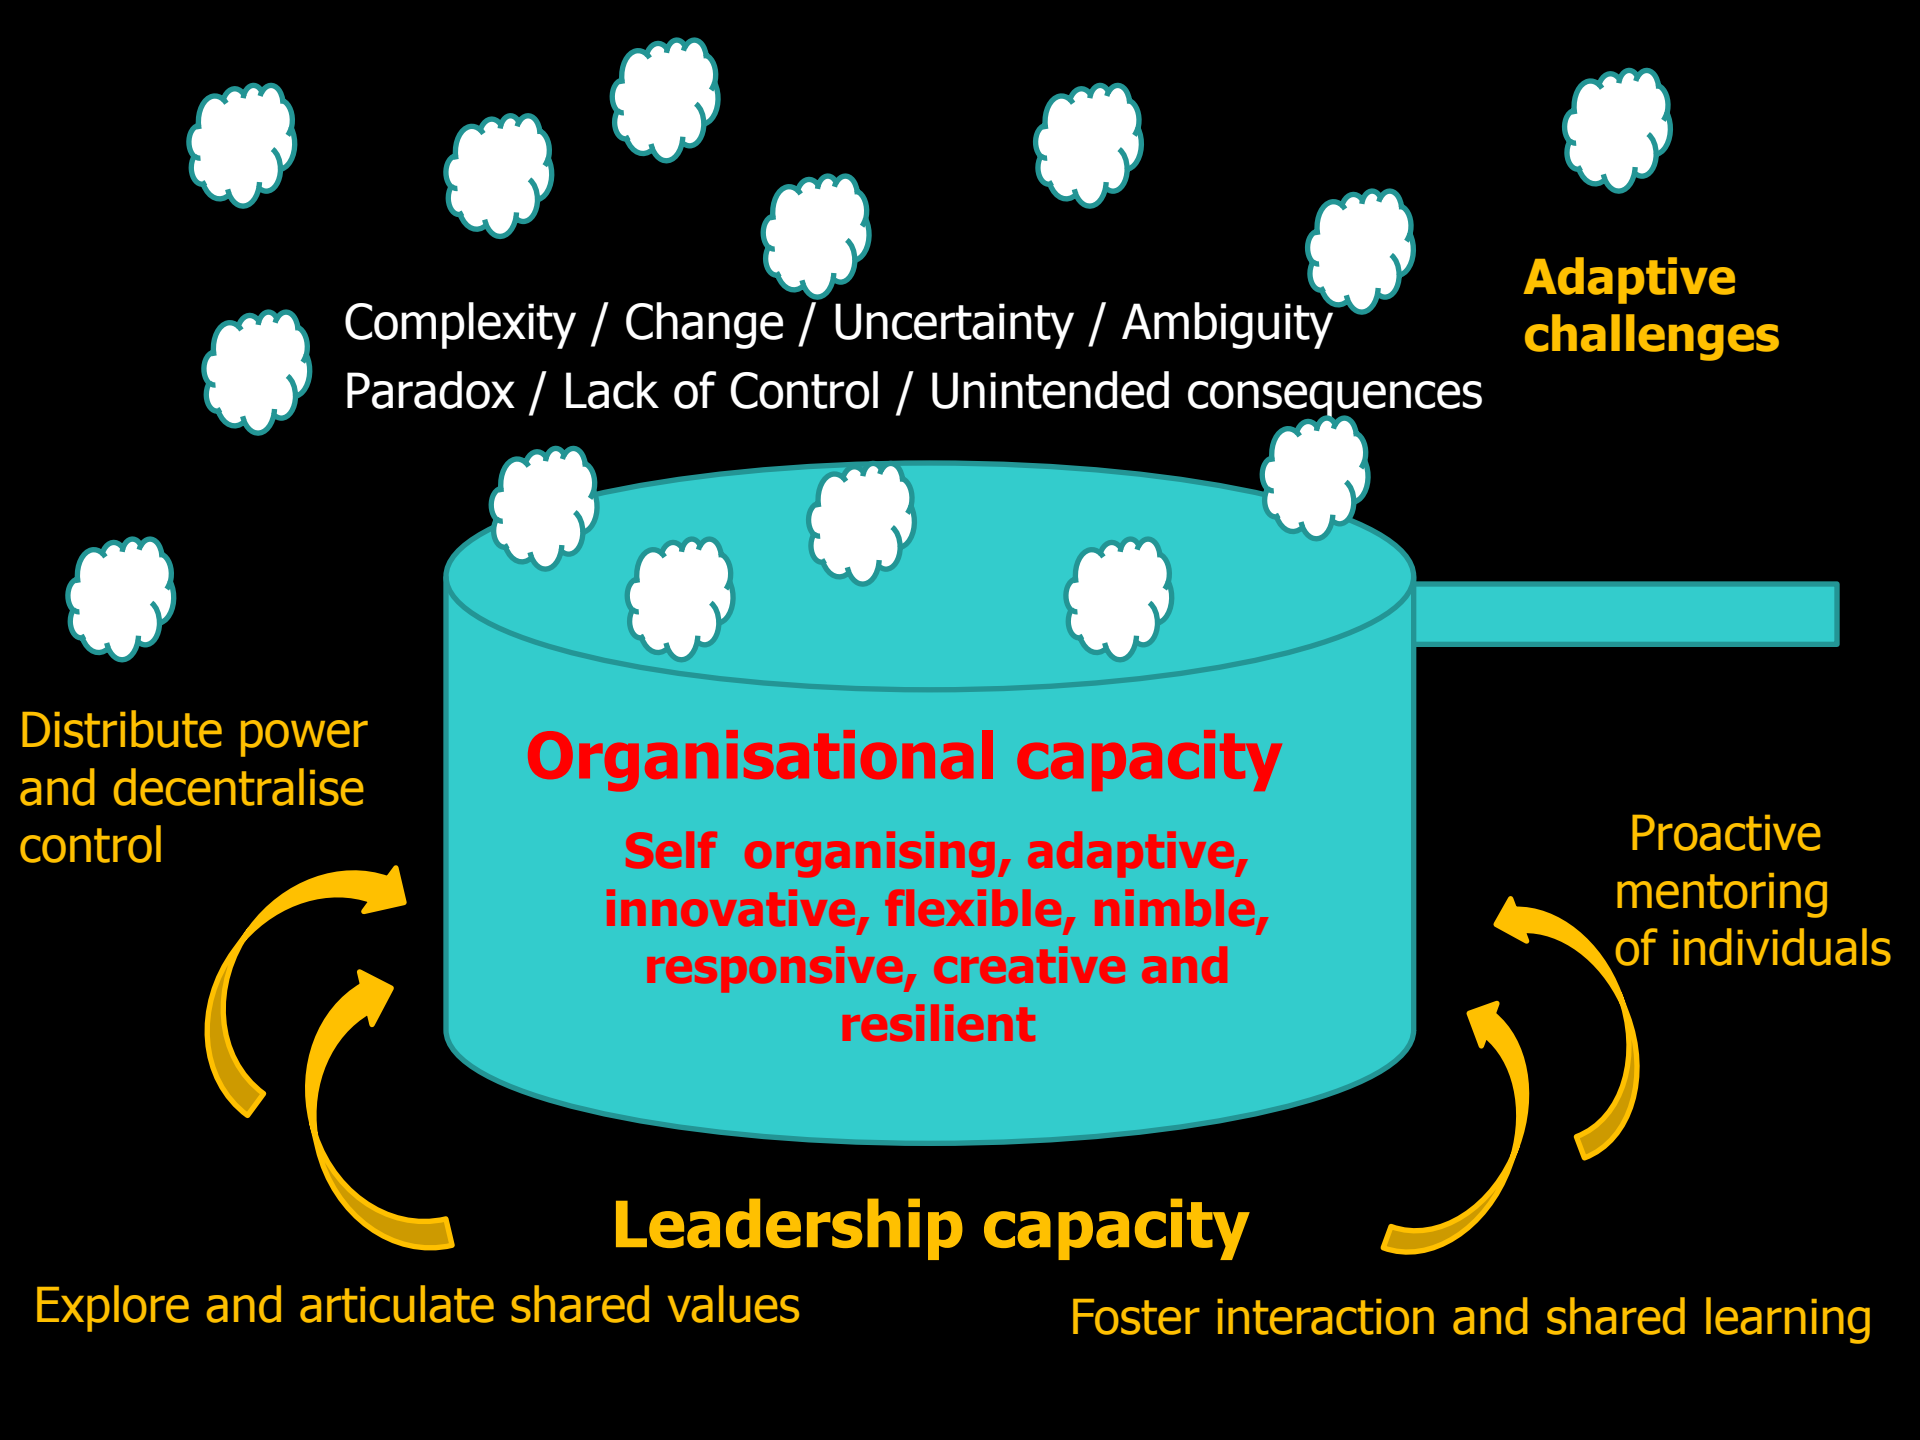 Adaptive
challenges
Complexity / Change / Uncertainty / Ambiguity
Paradox / Lack of Control / Unintended consequences
Distribute power
and decentralise
control
Organisational capacity
Self  organising, adaptive,
innovative, flexible, nimble,
responsive, creative and
resilient
Proactive
mentoring
of individuals
Leadership capacity
Explore and articulate shared values
Foster interaction and shared learning